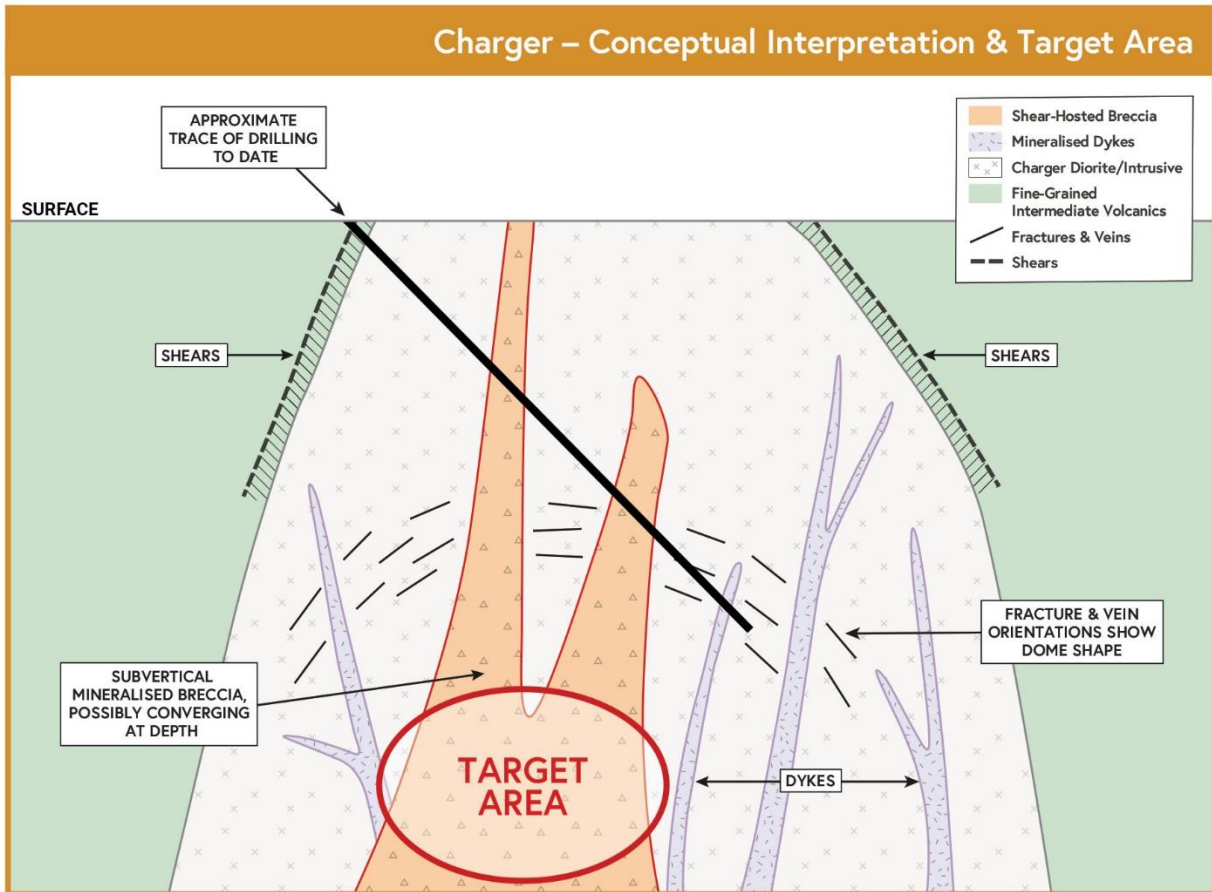 Charger – Conceptual Interpretation & Target Area
APPROXIMATE
TRACE OF DRILLING
TO DATE
Shear-Hosted Breccia
Mineralised Dykes
Charger Diorite/Intrusive
Fine-Grained
Intermediate Volcanics
Fractures & Veins
Shears
SURFACE
SHEARS
SHEARS
FRACTURE & VEIN
ORIENTATIONS SHOW
DOME SHAPE
SUBVERTICAL
MINERALISED BRECCIA,
POSSIBLY CONVERGING
AT DEPTH
TARGET
AREA
DYKES